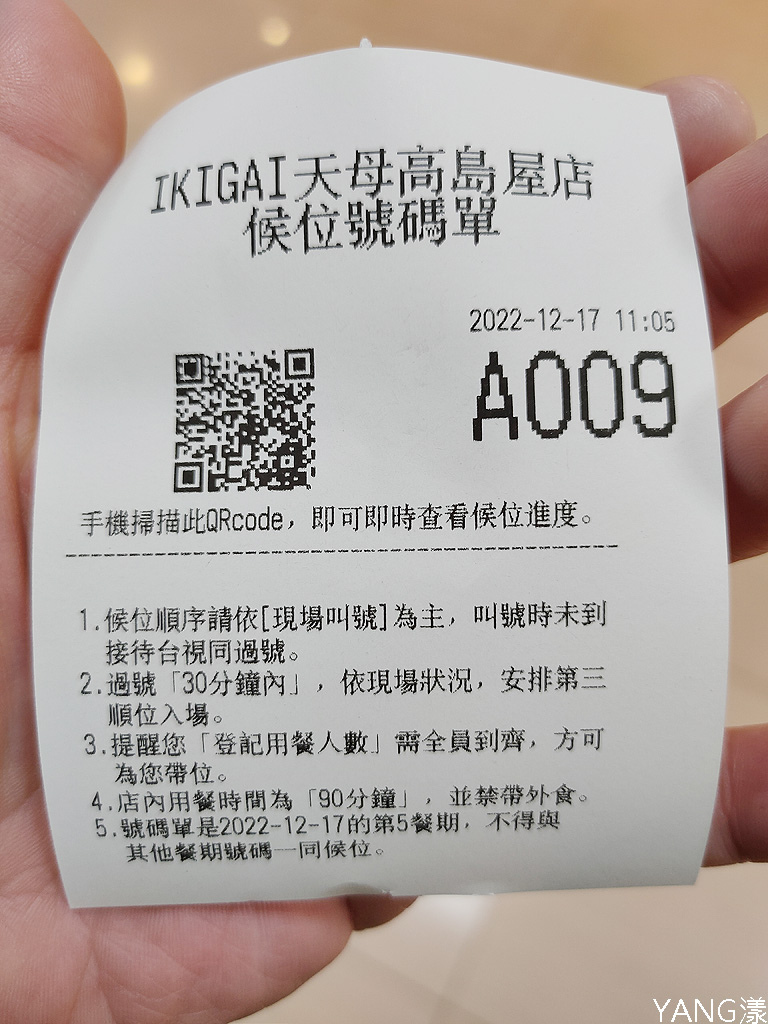 IKIGAI天母高島屋店
候位號碼單
2022-12-17 11:05
A009
手機掃描此QRcode，即可即時查看候位進度。
1.候位順序請依[現場叫號]為主，叫號時未到
接待台視同過號。
2.過號「30分鐘內」，依現場狀況，安排第三
順位入場。
3.提醒您「登記用餐人數」需全員到齊，方可
為您帶位。
4.店內用餐時間為「90分鐘」，並禁帶外食。
5.號碼單是2022-12-17的第5餐期，不得與
其他餐期號碼一同候位。
YANG漾